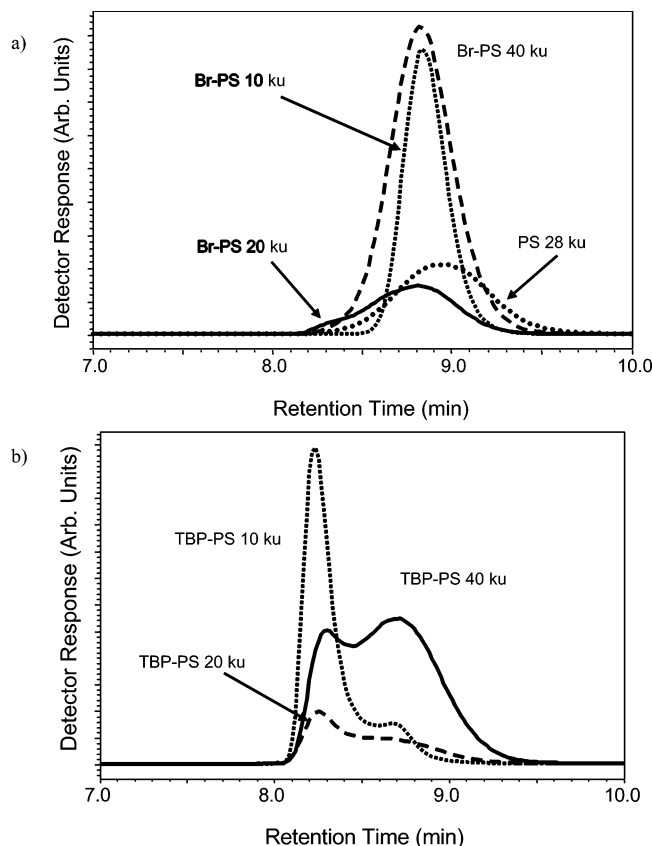 a)
Detector Response (Arb. Units)
Br-PS 40 ku
Br-PS 10 ku
Br-PS 20 ku
PS 28 ku
7.0 8.0 9.0 10.0
Retention Time (min)
b)
Detector Response (Arb. Units)
TBP-PS 10 ku
TBP-PS 40 ku
TBP-PS 20 ku
7.0 8.0 9.0 10.0
Retention Time (min)